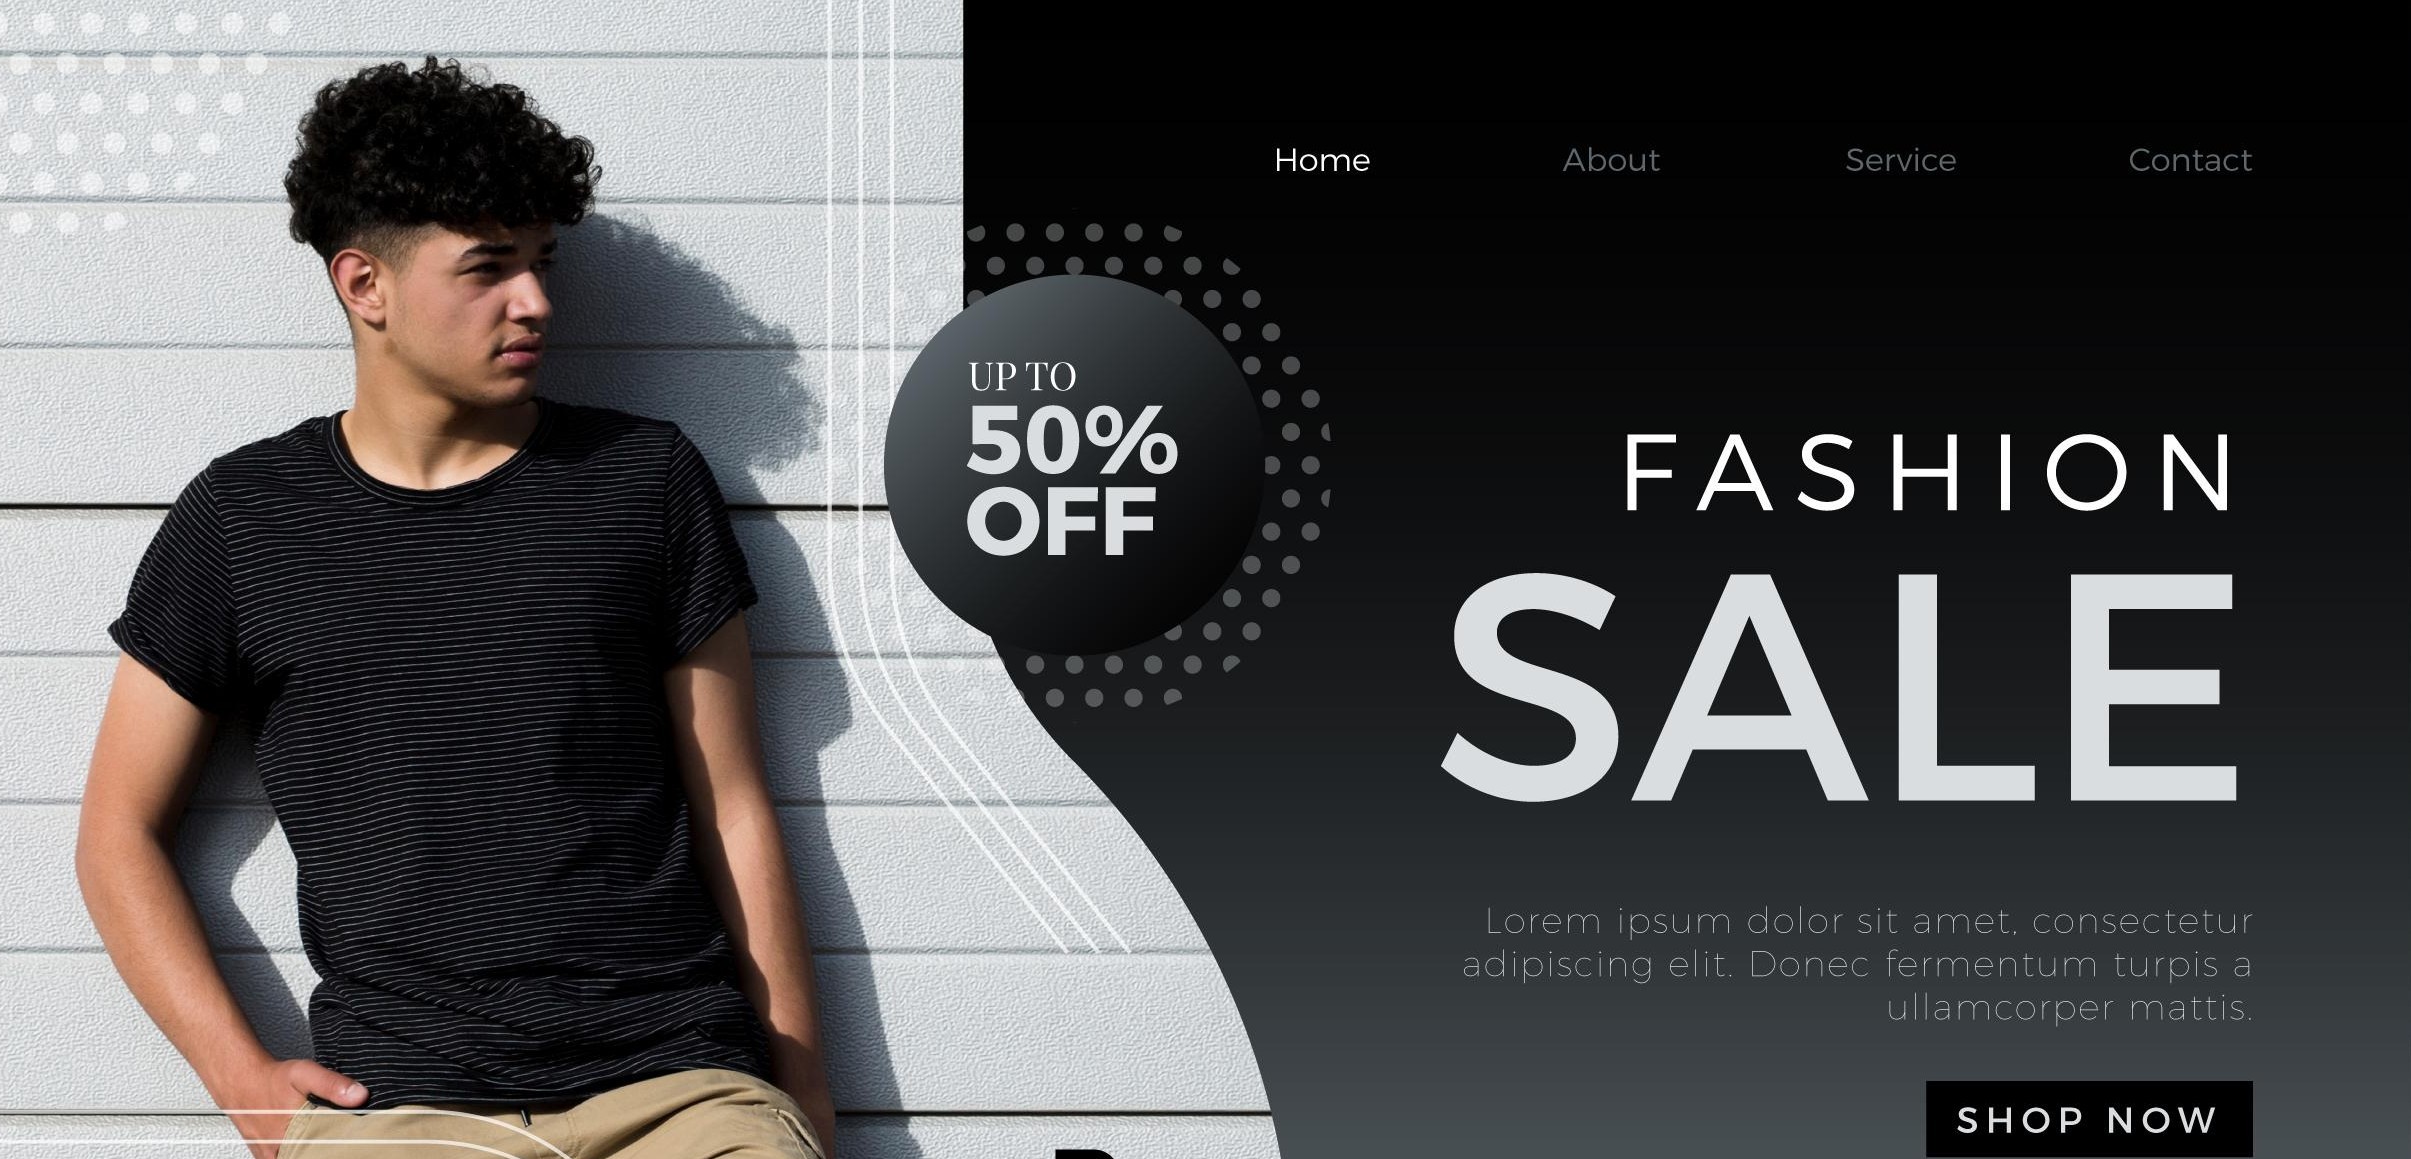 Home About Service Contact
UP TO
50%
OFF
FASHION
SALE
Lorem ipsum dolor sit amet, consectetur
adipiscing elit. Donec fermentum turpis a
ullamcorper mattis.
SHOP NOW